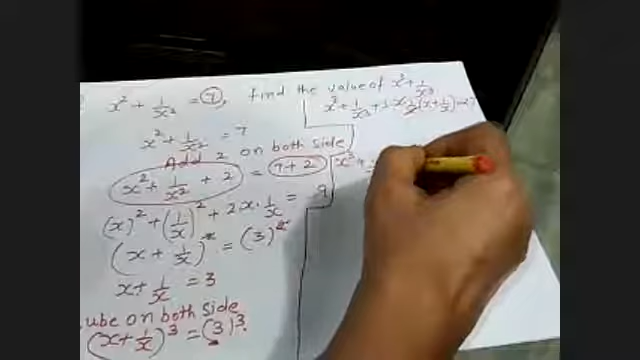 x² + 1/x² = 7, find the value of x³ + 1/x³
x² + 1/x² = 7
Add 2 on both side
x² + 1/x² + 2 = 7 + 2
(x)² + (1/x)² + 2x · 1/x = 9
(x + 1/x)² = (3)²
x + 1/x = 3
ube on both side
(x + 1/x)³ = (3)³
x³ + 1/x³ + 3 · x · 1/x (x + 1/x) = 27
x³ +